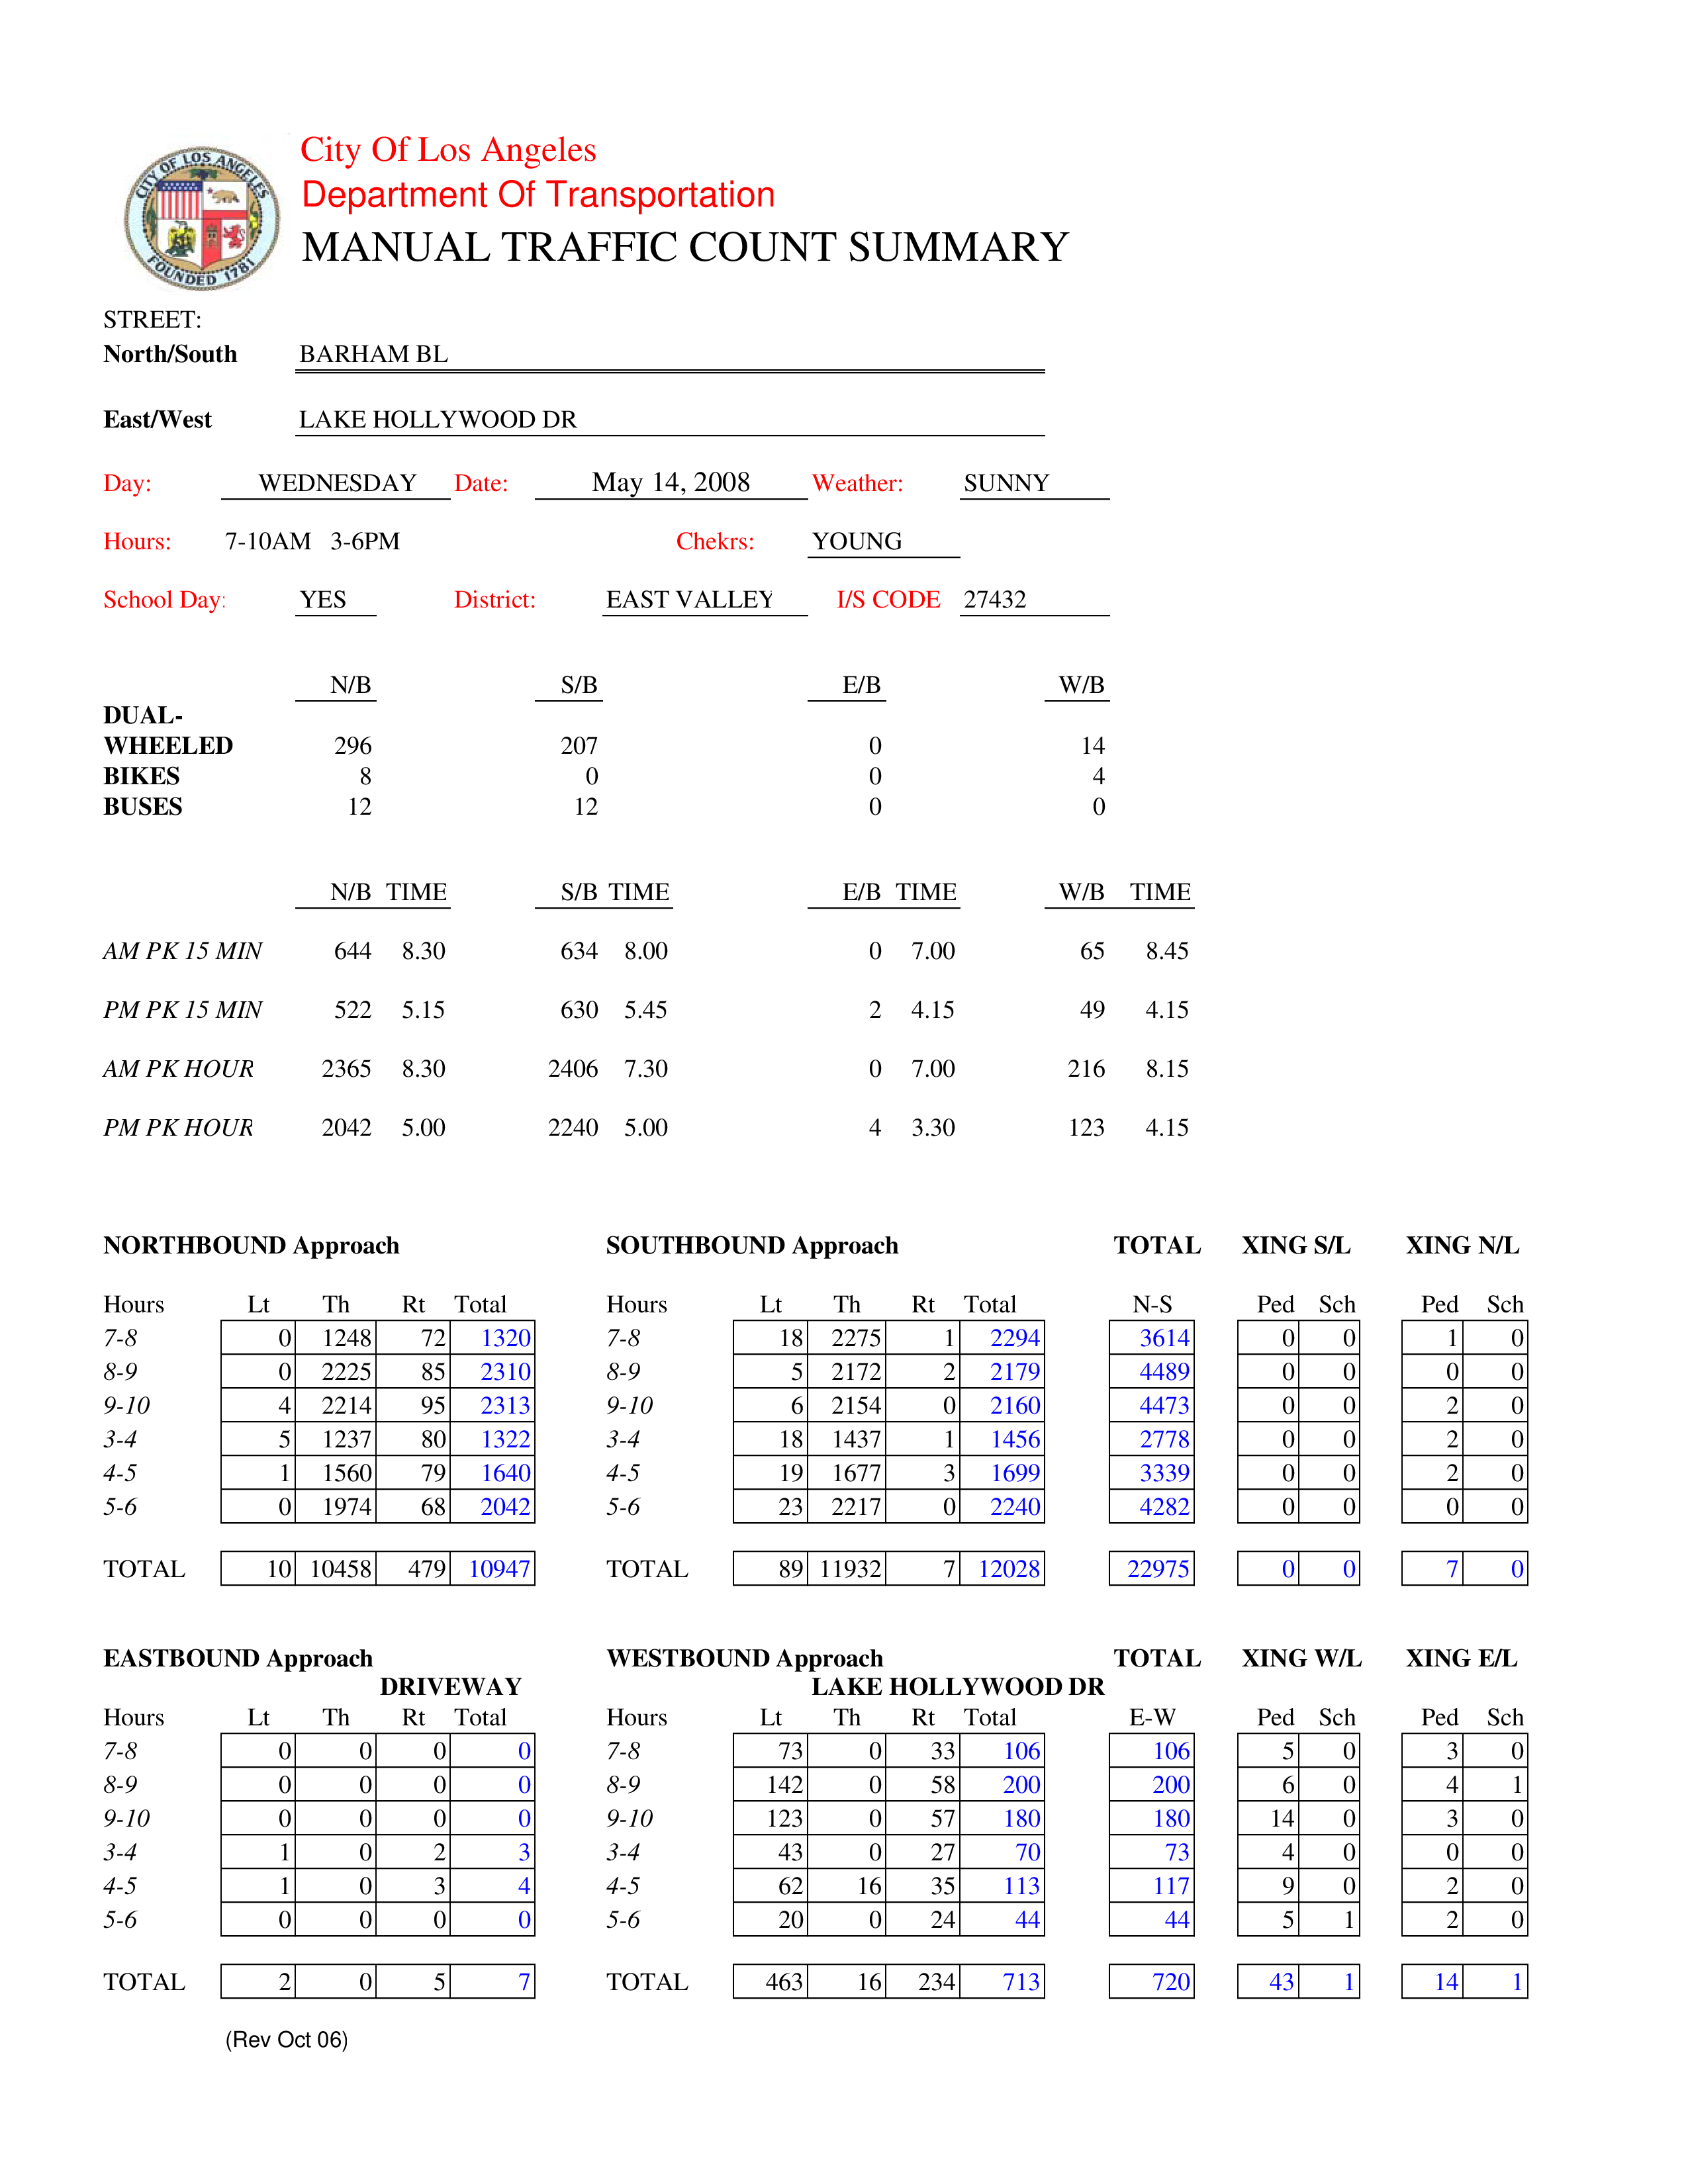 CITY OF LOS ANGELES
FOUNDED 1781
City Of Los Angeles
Department Of Transportation
MANUAL TRAFFIC COUNT SUMMARY
STREET:
North/South BARHAM BL
East/West LAKE HOLLYWOOD DR
Day: WEDNESDAY Date: May 14, 2008 Weather: SUNNY
Hours: 7-10AM 3-6PM Chekrs: YOUNG
School Day: YES District: EAST VALLEY I/S CODE 27432
N/B S/B E/B W/B
DUAL-
WHEELED 296 207 0 14
BIKES 8 0 0 4
BUSES 12 12 0 0
N/B TIME S/B TIME E/B TIME W/B TIME
AM PK 15 MIN 644 8.30 634 8.00 0 7.00 65 8.45
PM PK 15 MIN 522 5.15 630 5.45 2 4.15 49 4.15
AM PK HOUR 2365 8.30 2406 7.30 0 7.00 216 8.15
PM PK HOUR 2042 5.00 2240 5.00 4 3.30 123 4.15
NORTHBOUND Approach SOUTHBOUND Approach TOTAL XING S/L XING N/L
Hours Lt Th Rt Total Hours Lt Th Rt Total N-S Ped Sch Ped Sch
7-8 0 1248 72 1320 7-8 18 2275 1 2294 3614 0 0 1 0
8-9 0 2225 85 2310 8-9 5 2172 2 2179 4489 0 0 0 0
9-10 4 2214 95 2313 9-10 6 2154 0 2160 4473 0 0 2 0
3-4 5 1237 80 1322 3-4 18 1437 1 1456 2778 0 0 2 0
4-5 1 1560 79 1640 4-5 19 1677 3 1699 3339 0 0 2 0
5-6 0 1974 68 2042 5-6 23 2217 0 2240 4282 0 0 0 0
TOTAL 10 10458 479 10947 TOTAL 89 11932 7 12028 22975 0 0 7 0
EASTBOUND Approach WESTBOUND Approach TOTAL XING W/L XING E/L
DRIVEWAY LAKE HOLLYWOOD DR
Hours Lt Th Rt Total Hours Lt Th Rt Total E-W Ped Sch Ped Sch
7-8 0 0 0 0 7-8 73 0 33 106 106 5 0 3 0
8-9 0 0 0 0 8-9 142 0 58 200 200 6 0 4 1
9-10 0 0 0 0 9-10 123 0 57 180 180 14 0 3 0
3-4 1 0 2 3 3-4 43 0 27 70 73 4 0 0 0
4-5 1 0 3 4 4-5 62 16 35 113 117 9 0 2 0
5-6 0 0 0 0 5-6 20 0 24 44 44 5 1 2 0
TOTAL 2 0 5 7 TOTAL 463 16 234 713 720 43 1 14 1
(Rev Oct 06)